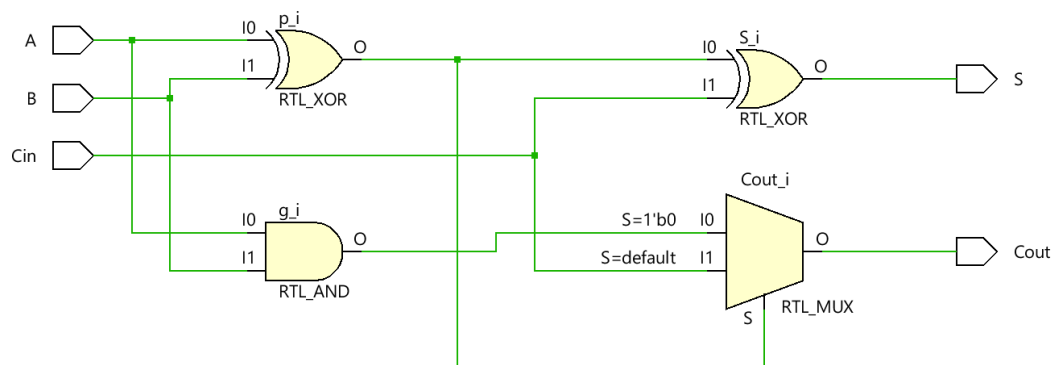 p_i
A
I0
O
I1
RTL_XOR
S_i
I0
O
I1
RTL_XOR
S
B
Cin
g_i
I0
O
I1
RTL_AND
Cout_i
S=1'b0
I0
S=default
I1
O
S
RTL_MUX
Cout